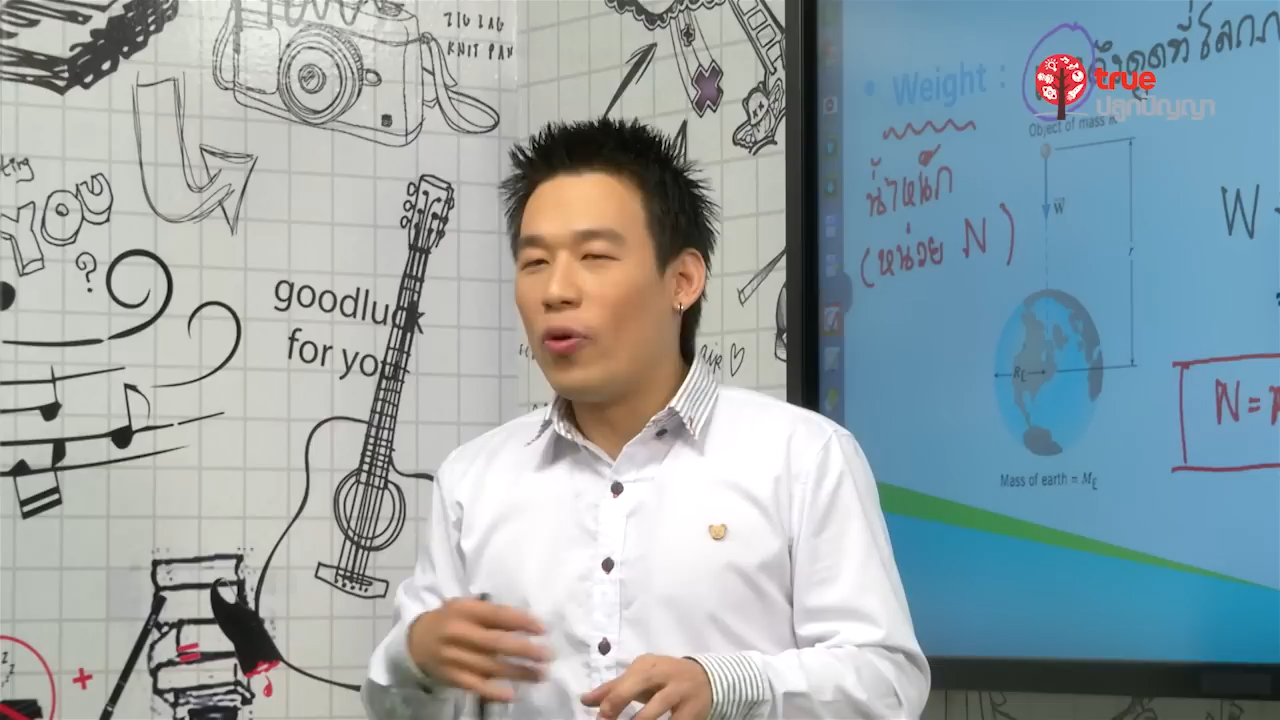 ZIG ZAG
KNIT PAN
YOU
?
goodluck
for you
• Weight :
true
ปลูกปัญญา
Object of mass
น้ำหนัก
(หน่วย N)
W
r
R_E
N =
Mass of earth = M_E